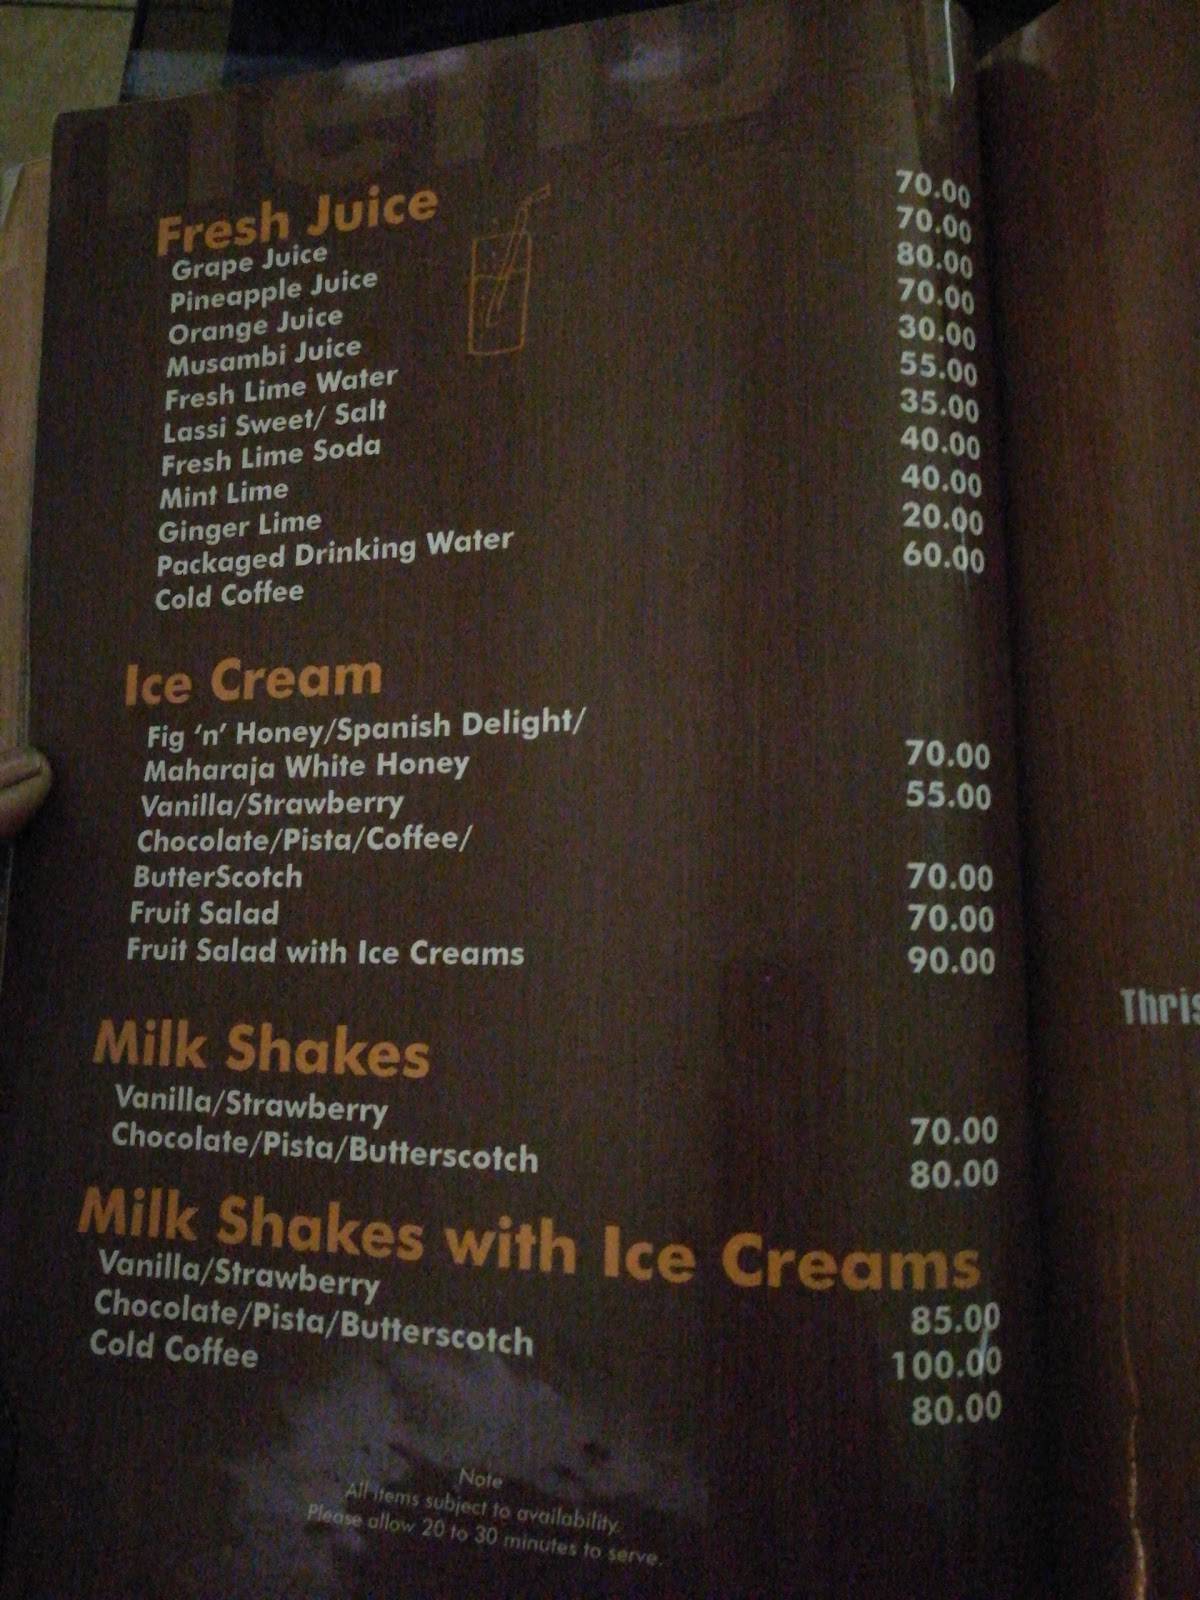 menu
Fresh Juice
Grape Juice 70.00
Pineapple Juice 70.00
Orange Juice 80.00
Musambi Juice 70.00
Fresh Lime Water 30.00
Lassi Sweet/ Salt 55.00
Fresh Lime Soda 35.00
Mint Lime 40.00
Ginger Lime 40.00
Packaged Drinking Water 20.00
Cold Coffee 60.00
Ice Cream
Fig 'n' Honey/Spanish Delight/
Maharaja White Honey 70.00
Vanilla/Strawberry 55.00
Chocolate/Pista/Coffee/
ButterScotch 70.00
Fruit Salad 70.00
Fruit Salad with Ice Creams 90.00
Milk Shakes
Vanilla/Strawberry 70.00
Chocolate/Pista/Butterscotch 80.00
Milk Shakes with Ice Creams
Vanilla/Strawberry 85.00
Chocolate/Pista/Butterscotch 100.00
Cold Coffee 80.00
Note
All items subject to availability.
Please allow 20 to 30 minutes to serve.